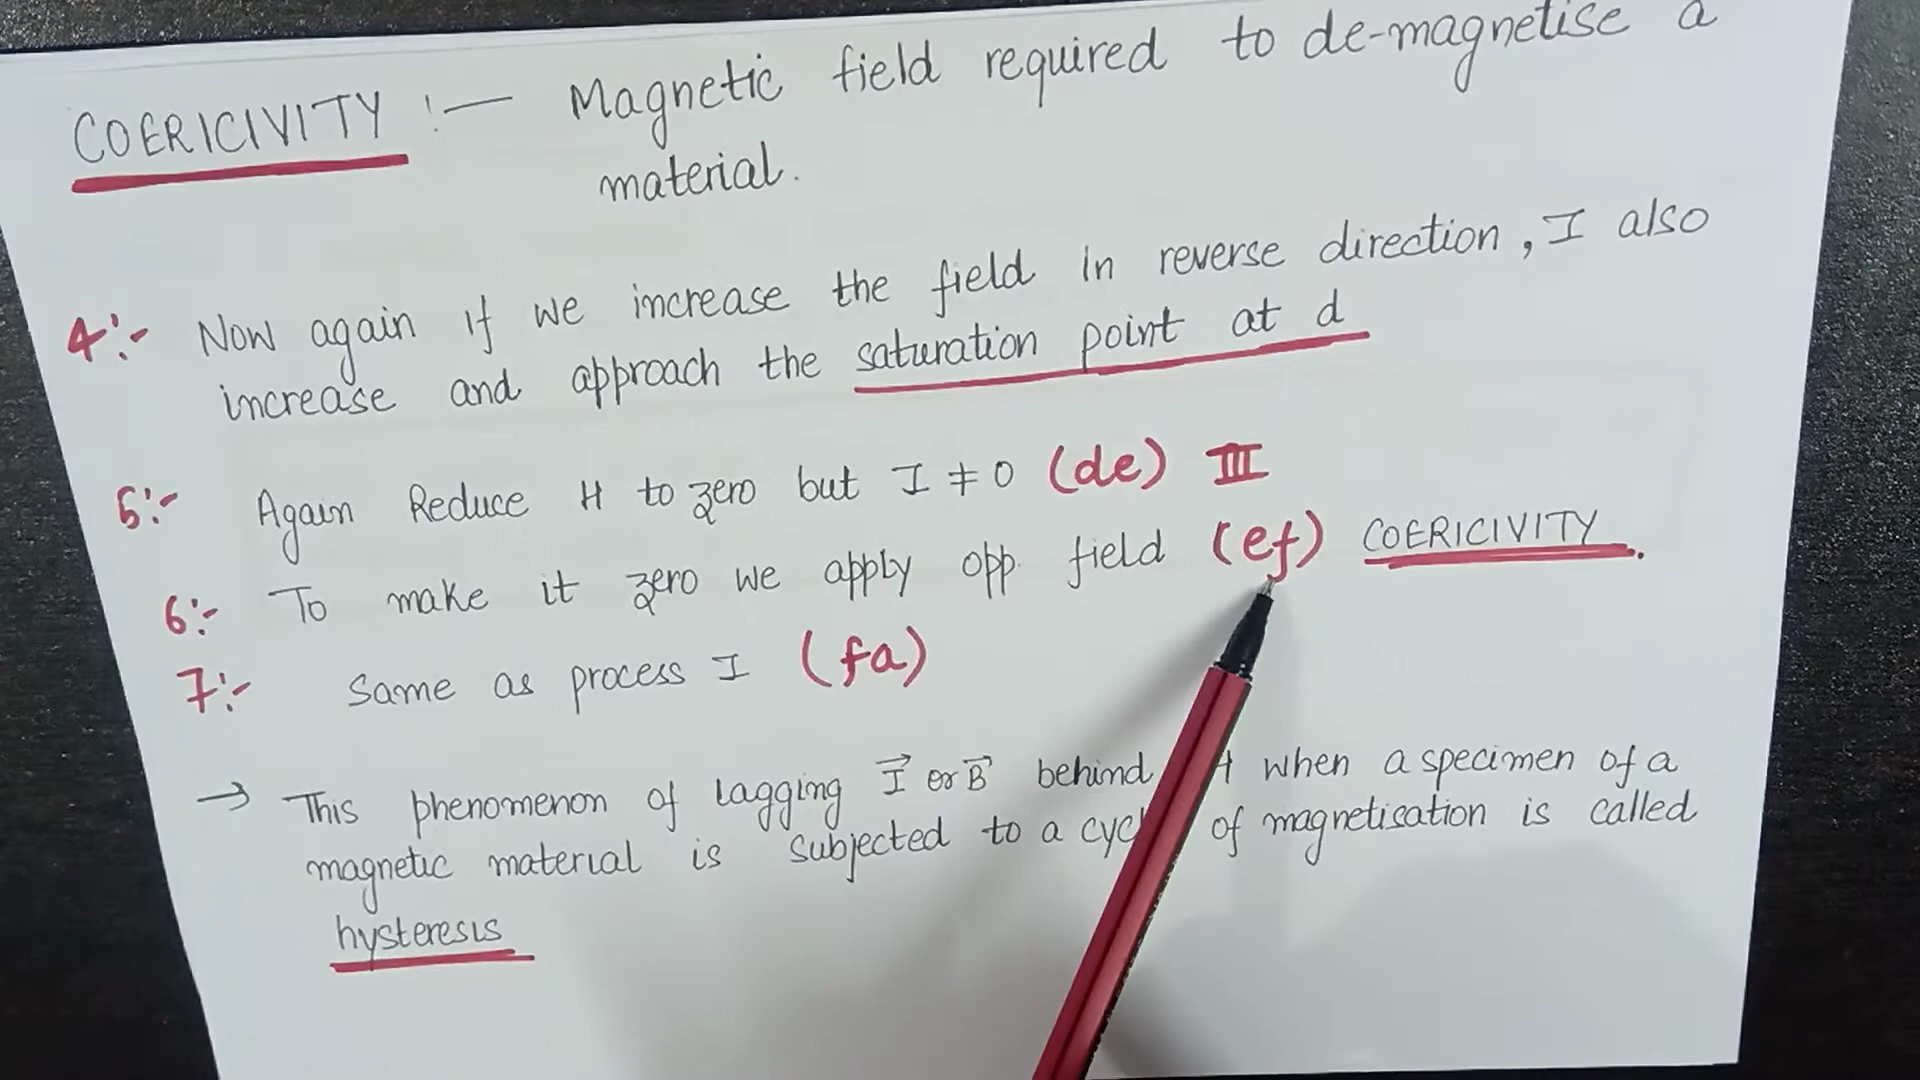 COERICIVITY :— Magnetic field required to de-magnetise a
material.
4:- Now again if we increase the field in reverse direction, I also
increase and approach the saturation point at d
5:- Again Reduce H to zero but I ≠ 0 (de) III
6:- To make it zero we apply opp. field (ef) COERICIVITY.
7:- Same as process I (fa)
→ This phenomenon of lagging I⃗ or B⃗ behind H when a specimen of a
magnetic material is subjected to a cycl of magnetisation is called
hysteresis